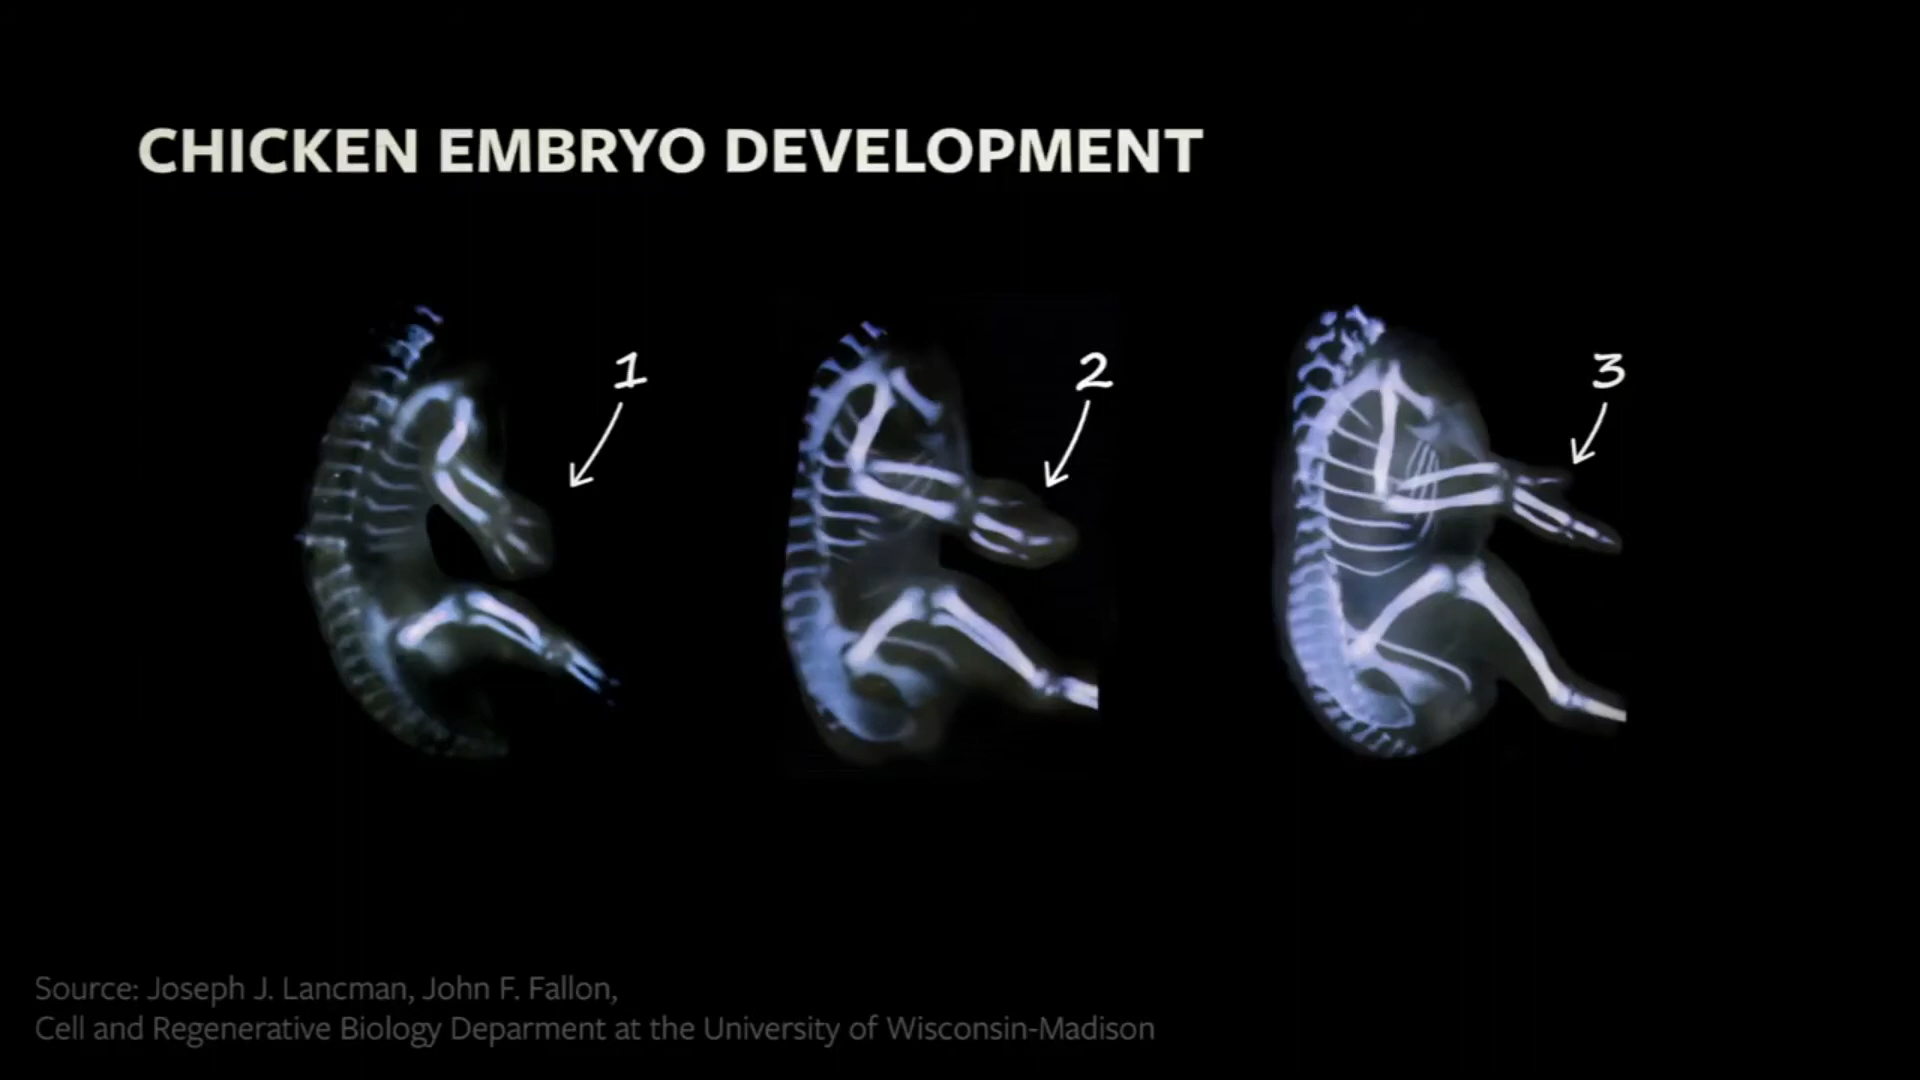 CHICKEN EMBRYO DEVELOPMENT
1
2
3
Source: Joseph J. Lancman, John F. Fallon,
Cell and Regenerative Biology Deparment at the University of Wisconsin-Madison